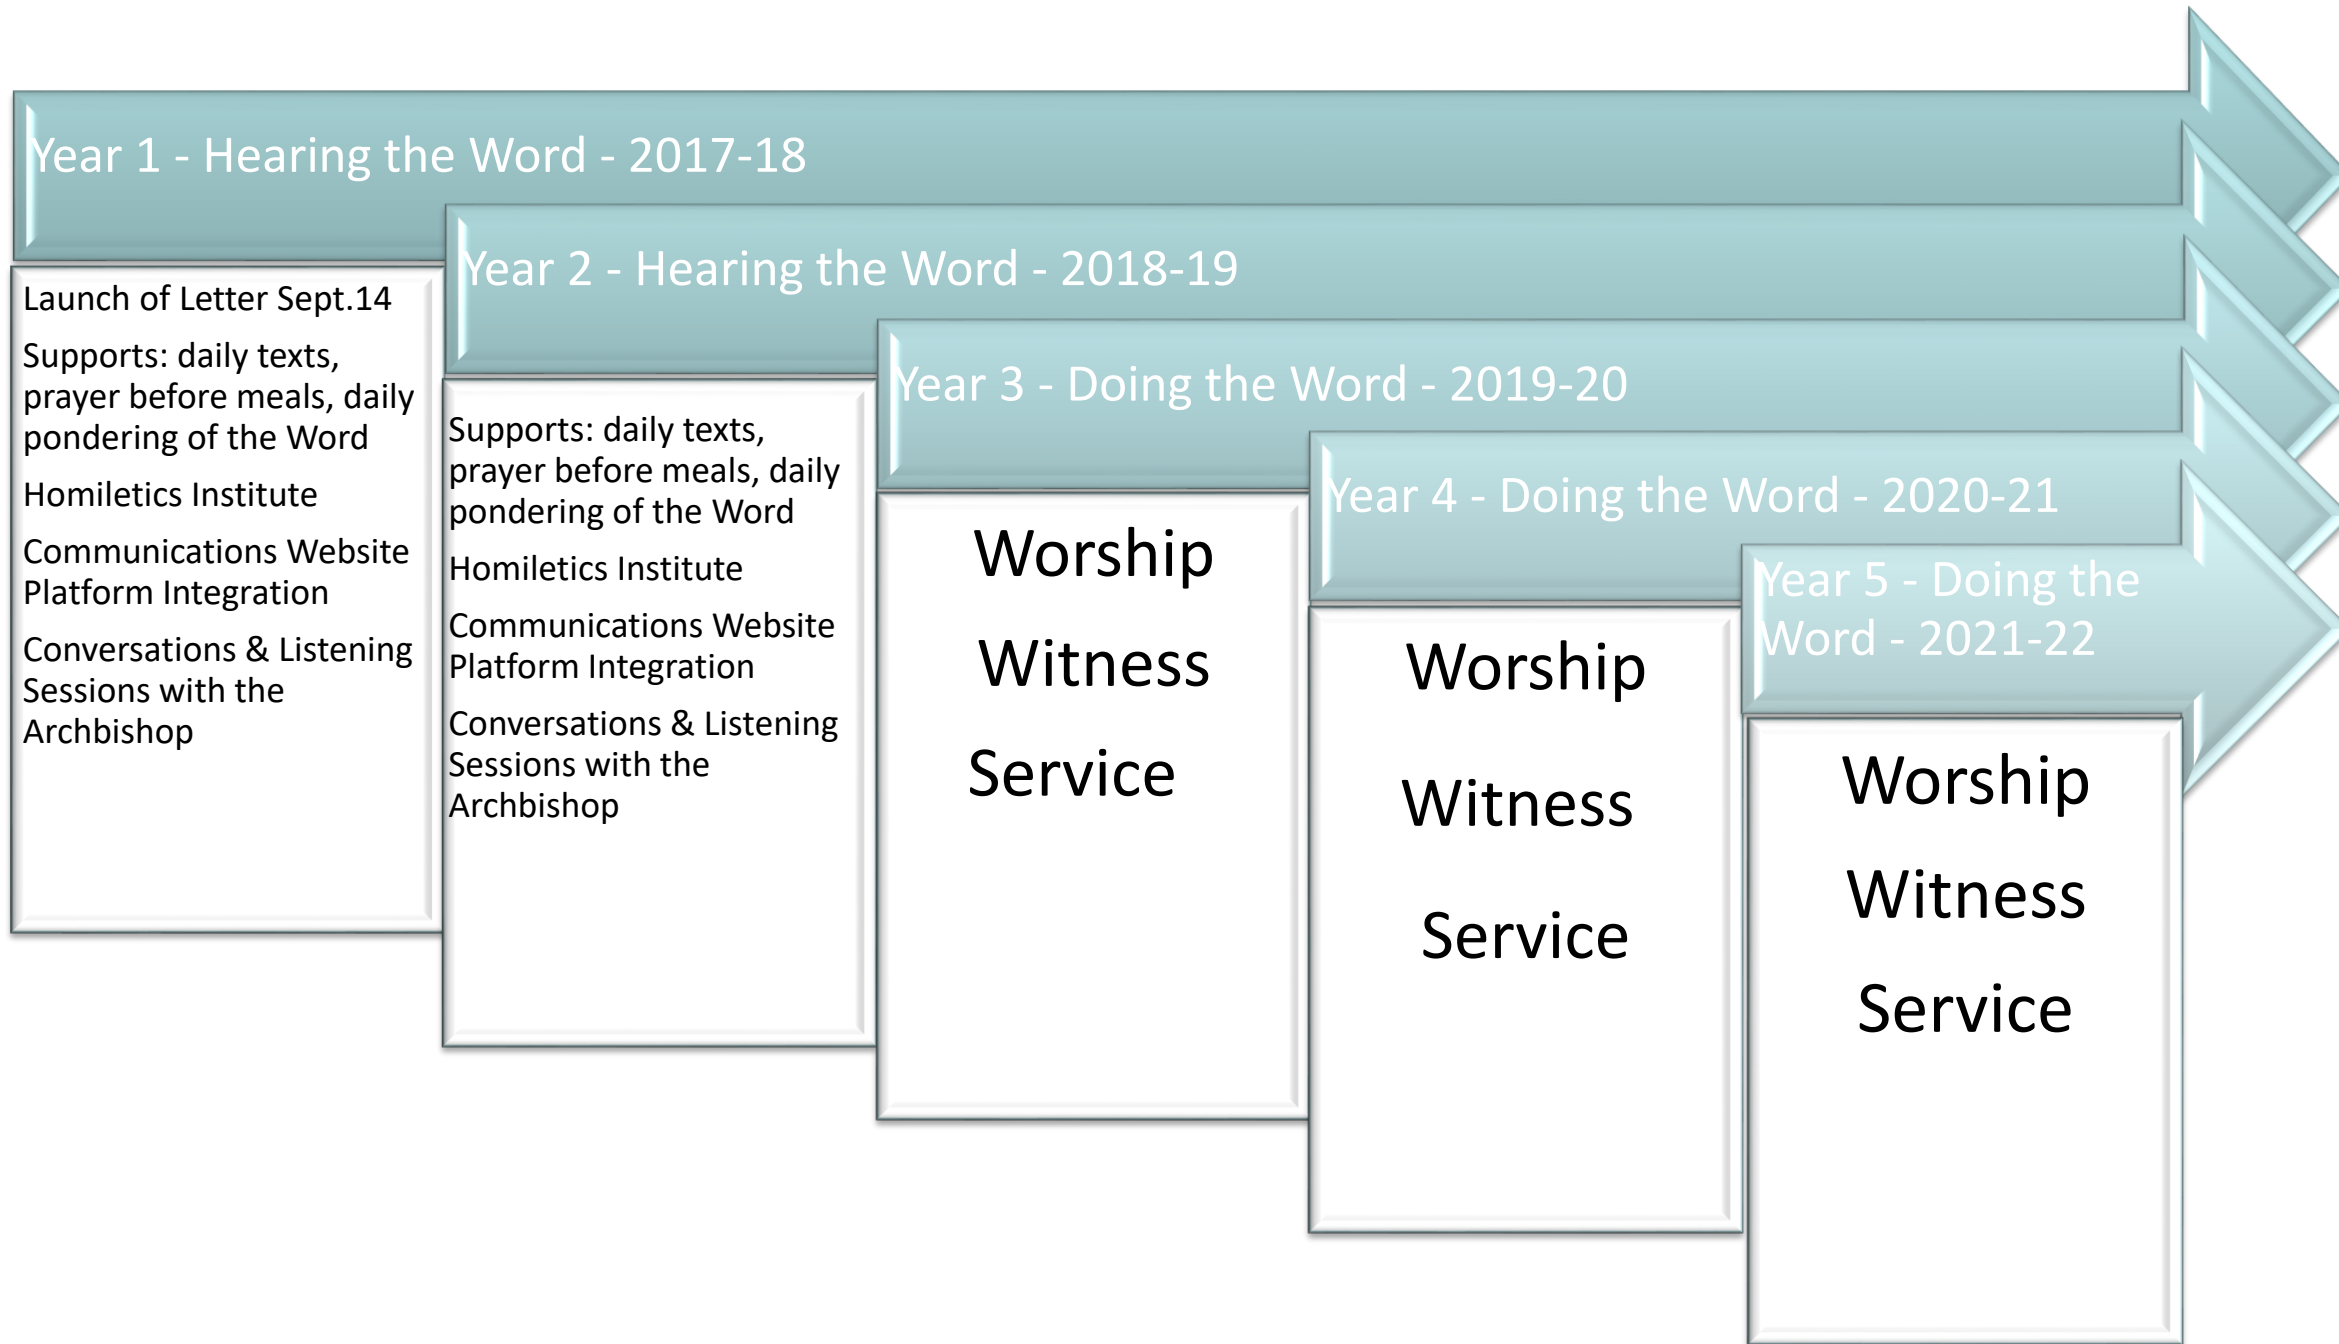 Year 1 - Hearing the Word - 2017-18
Launch of Letter Sept.14
Supports: daily texts,
prayer before meals, daily
pondering of the Word
Homiletics Institute
Communications Website
Platform Integration
Conversations & Listening
Sessions with the
Archbishop
Year 2 - Hearing the Word - 2018-19
Supports: daily texts,
prayer before meals, daily
pondering of the Word
Homiletics Institute
Communications Website
Platform Integration
Conversations & Listening
Sessions with the
Archbishop
Year 3 - Doing the Word - 2019-20
Worship
Witness
Service
Year 4 - Doing the Word - 2020-21
Worship
Witness
Service
Year 5 - Doing the
Word - 2021-22
Worship
Witness
Service